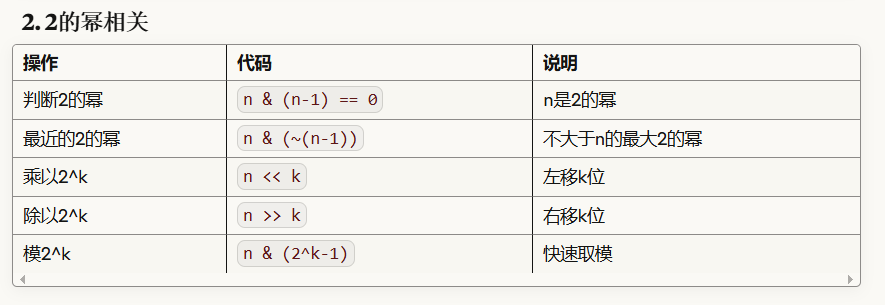 2. 2的幂相关
操作 代码 说明
判断2的幂 n & (n-1) == 0 n是2的幂
最近的2的幂 n & (~(n-1)) 不大于n的最大2的幂
乘以2^k n << k 左移k位
除以2^k n >> k 右移k位
模2^k n & (2^k-1) 快速取模